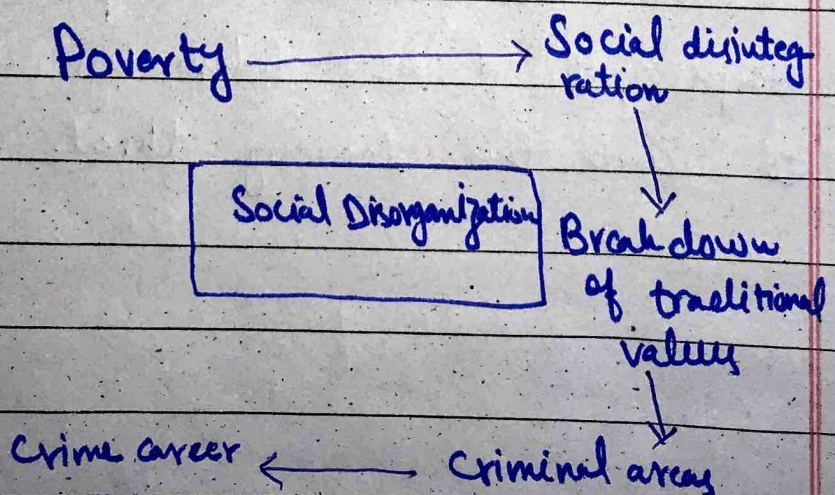 Poverty
Social disinteg
ration
Social Disorganization
Breakdown
of traditional
values
Criminal areas
Crime career